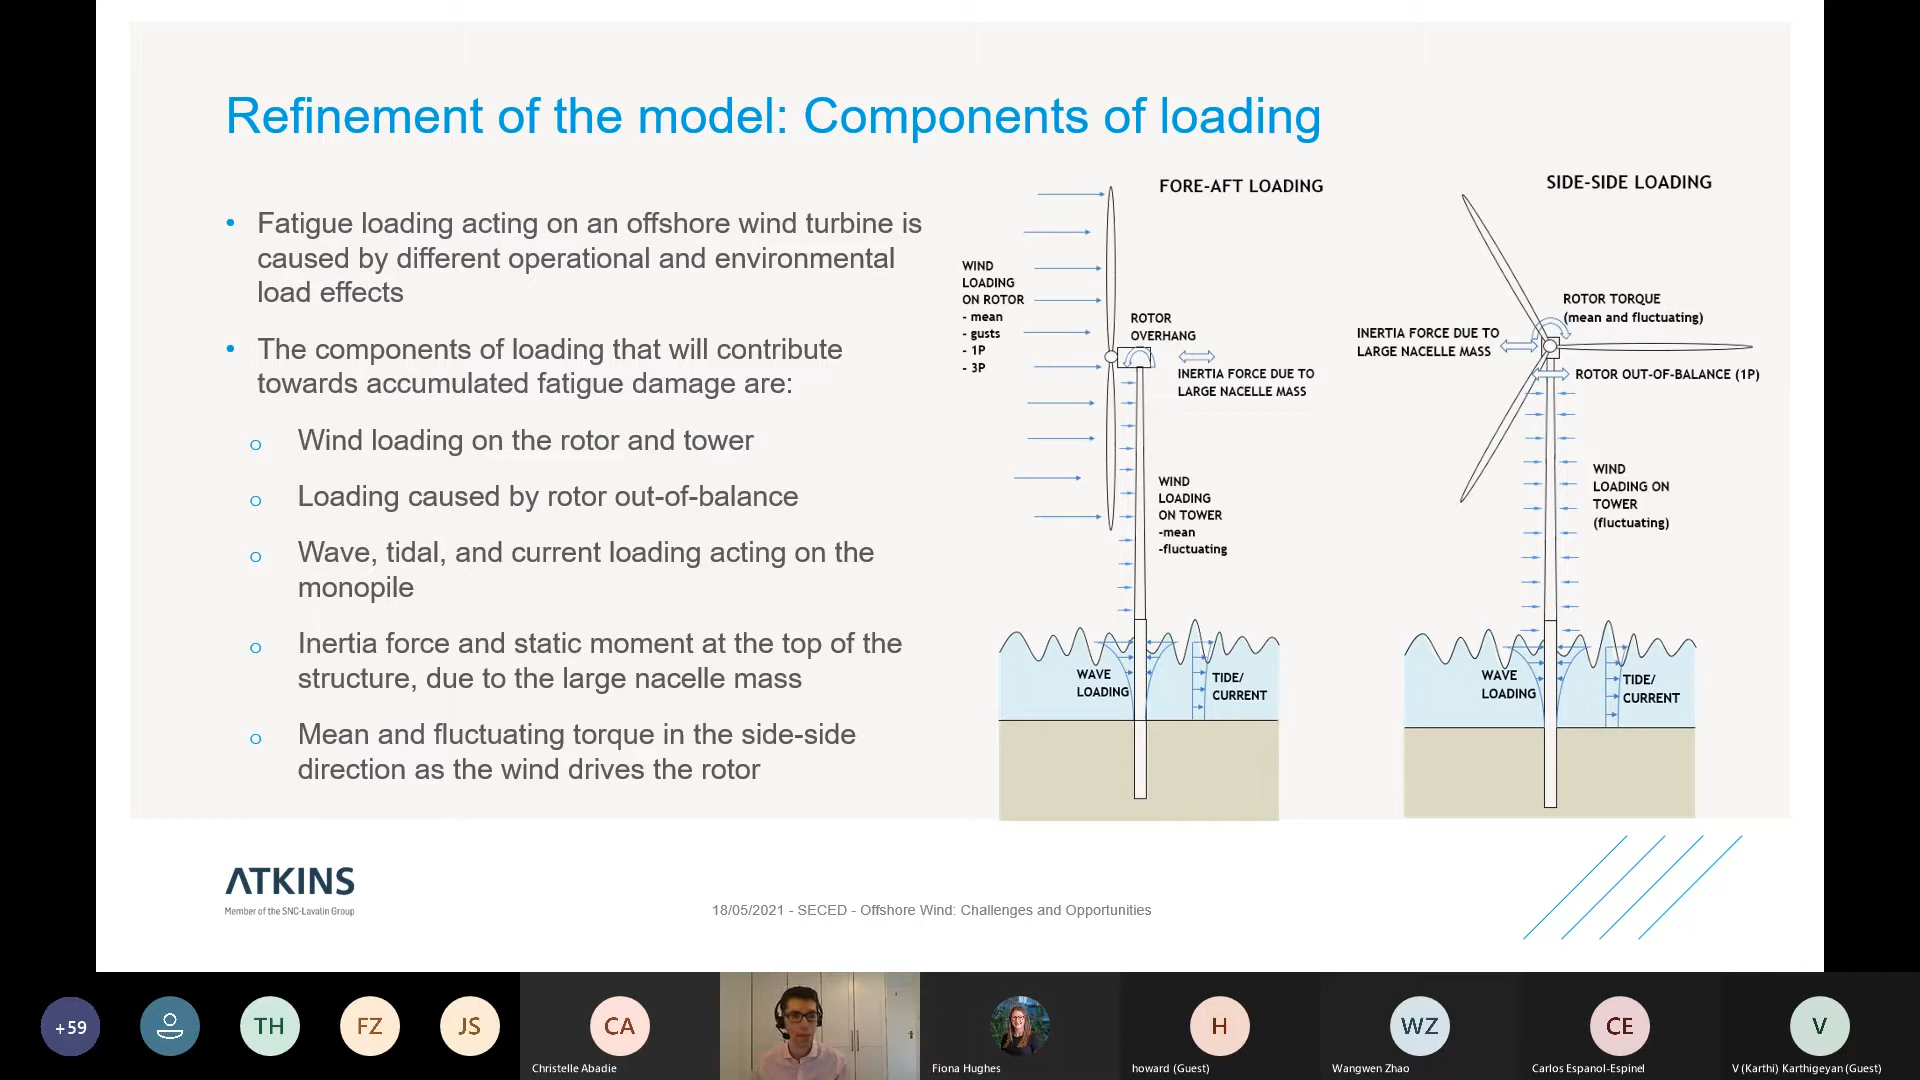 Refinement of the model: Components of loading
• Fatigue loading acting on an offshore wind turbine is
caused by different operational and environmental
load effects
• The components of loading that will contribute
towards accumulated fatigue damage are:
o Wind loading on the rotor and tower
o Loading caused by rotor out-of-balance
o Wave, tidal, and current loading acting on the
monopile
o Inertia force and static moment at the top of the
structure, due to the large nacelle mass
o Mean and fluctuating torque in the side-side
direction as the wind drives the rotor
FORE-AFT LOADING
WIND
LOADING
ON ROTOR
- mean
- gusts
- 1P
- 3P
ROTOR
OVERHANG
INERTIA FORCE DUE TO
LARGE NACELLE MASS
WIND
LOADING
ON TOWER
-mean
-fluctuating
WAVE
LOADING
TIDE/
CURRENT
SIDE-SIDE LOADING
ROTOR TORQUE
(mean and fluctuating)
INERTIA FORCE DUE TO
LARGE NACELLE MASS
ROTOR OUT-OF-BALANCE (1P)
WIND
LOADING ON
TOWER
(fluctuating)
WAVE
LOADING
TIDE/
CURRENT
ATKINS
Member of the SNC-Lavalin Group
18/05/2021 - SECED - Offshore Wind: Challenges and Opportunities
+59
TH
FZ
JS
CA
Christelle Abadie
Fiona Hughes
H
howard (Guest)
WZ
Wangwen Zhao
CE
Carlos Espanol-Espinel
V
V (Karthi) Karthigeyan (Guest)